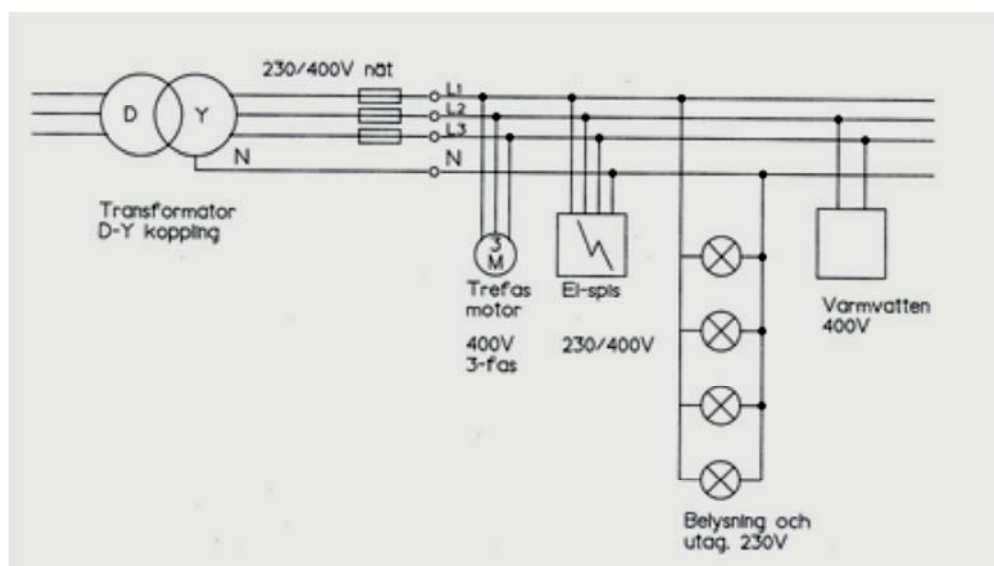 230/400V nät
L1
L2
L3
N
N
D
Y
Transformator
D-Y koppling
3
M
Trefas
motor
400V
3-fas
El-spis
230/400V
Varmvatten
400V
Belysning och
utag. 230V